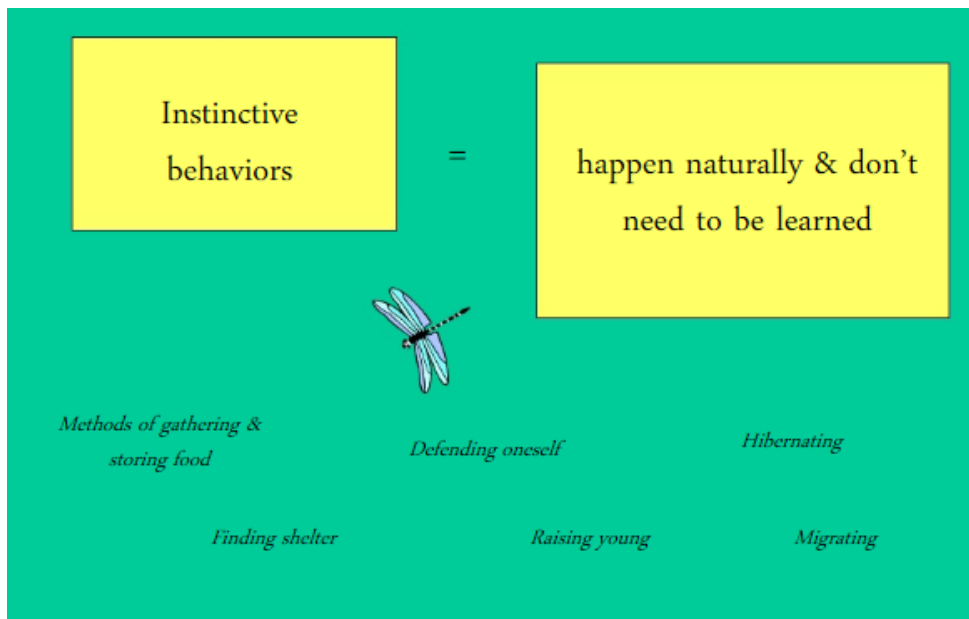 Instinctive
behaviors
=
happen naturally & don't
need to be learned
Methods of gathering &
storing food
Defending oneself
Hibernating
Finding shelter
Raising young
Migrating